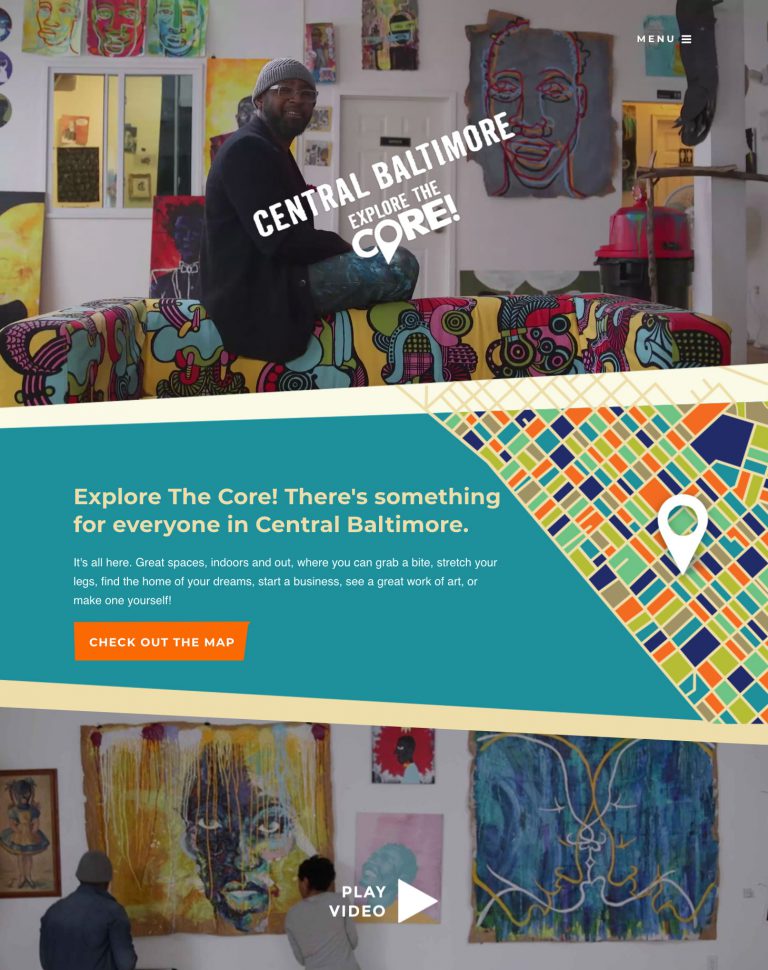 MENU
CENTRAL BALTIMORE
EXPLORE THE
CORE!
Explore The Core! There's something
for everyone in Central Baltimore.
It's all here. Great spaces, indoors and out, where you can grab a bite, stretch your
legs, find the home of your dreams, start a business, see a great work of art, or
make one yourself!
CHECK OUT THE MAP
PLAY
VIDEO